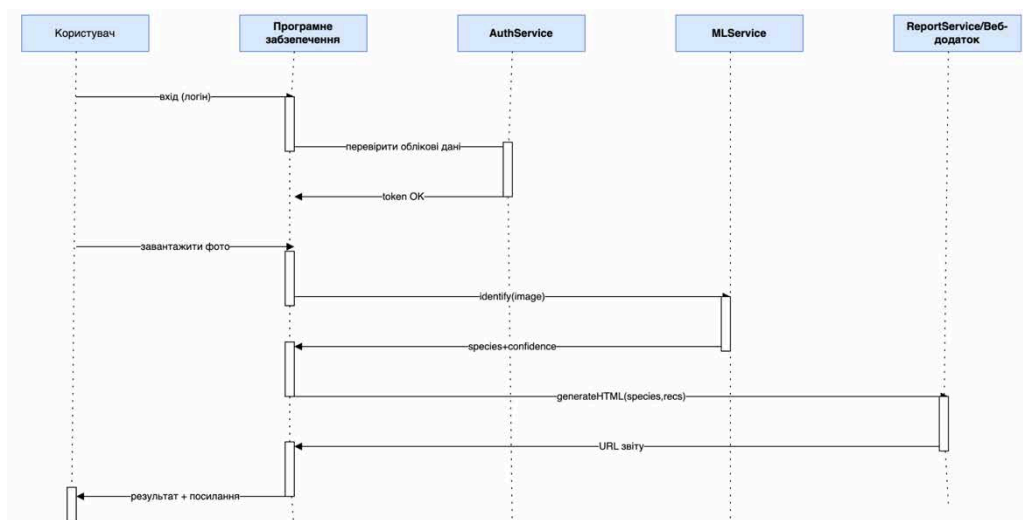 Користувач
Програмне
забзепечення
AuthService
MLService
ReportService/Веб-
додаток
вхід (логін)
перевірити облікові дані
token OK
завантажити фото
identify(image)
species+confidence
generateHTML(species,recs)
URL звіту
результат + посилання